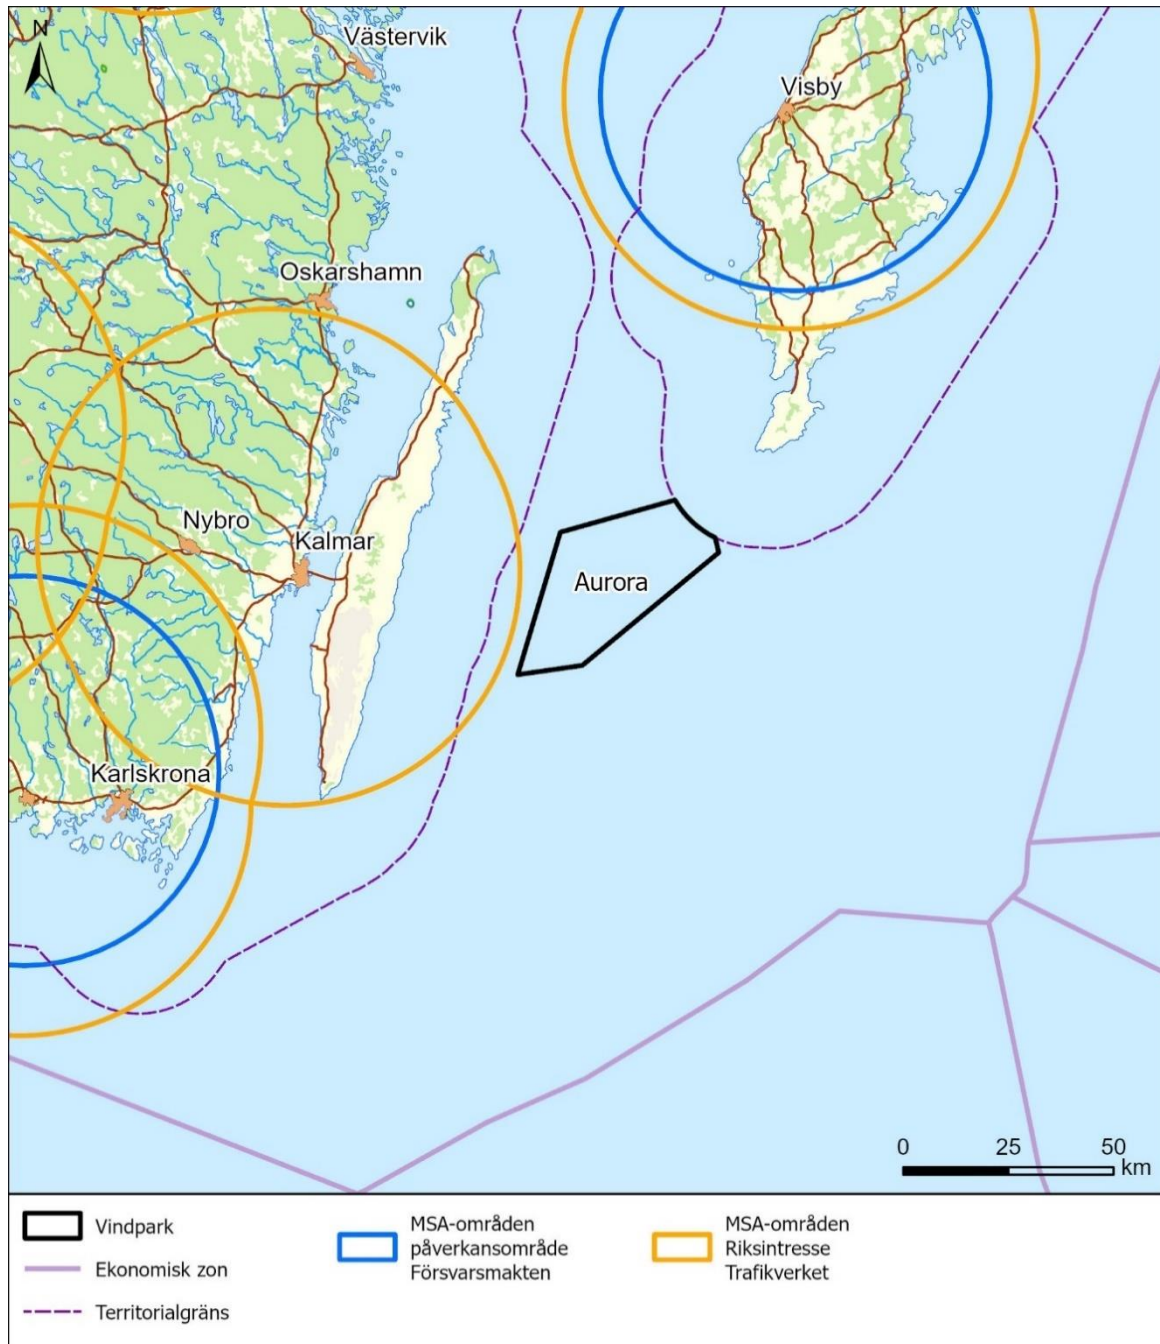 N
Västervik
Visby
Oskarshamn
Nybro
Kalmar
Aurora
Karlskrona
0 25 50
km
Vindpark
Ekonomisk zon
Territorialgräns
MSA-områden
påverkansområde
Försvarsmakten
MSA-områden
Riksintresse
Trafikverket